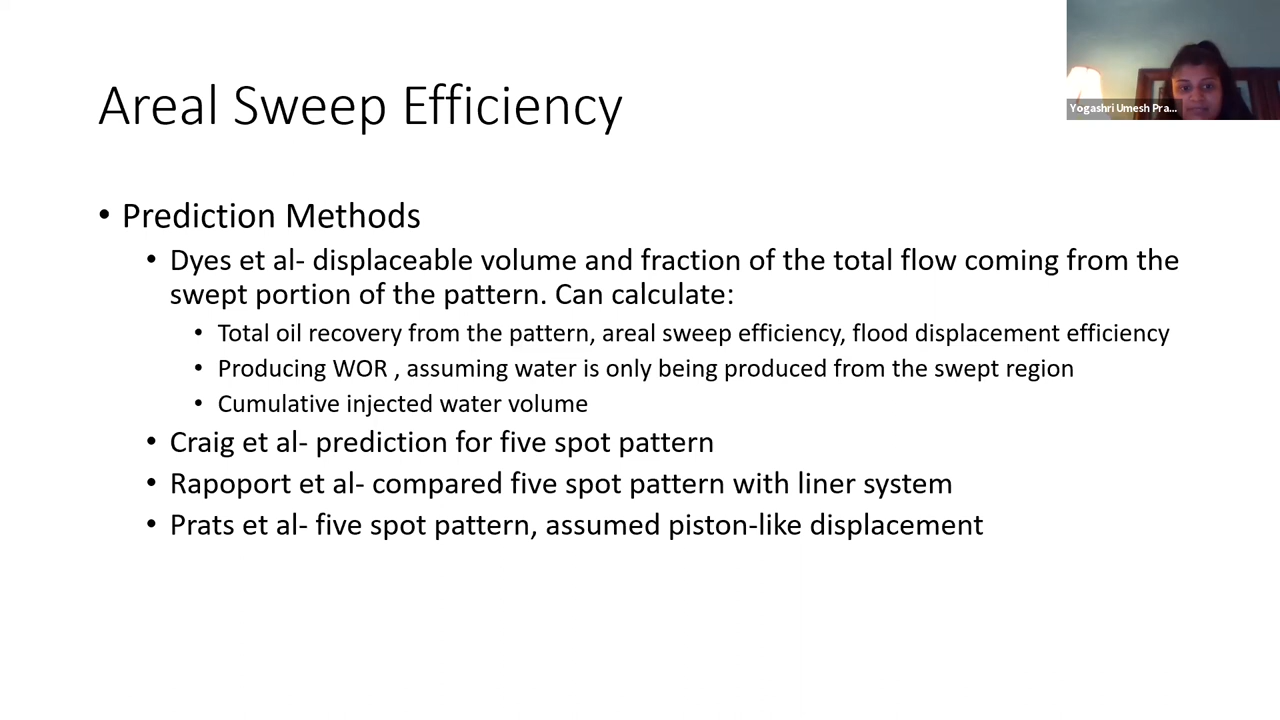 Areal Sweep Efficiency
Yogashri Umesh Pra...
• Prediction Methods
• Dyes et al- displaceable volume and fraction of the total flow coming from the
swept portion of the pattern. Can calculate:
• Total oil recovery from the pattern, areal sweep efficiency, flood displacement efficiency
• Producing WOR , assuming water is only being produced from the swept region
• Cumulative injected water volume
• Craig et al- prediction for five spot pattern
• Rapoport et al- compared five spot pattern with liner system
• Prats et al- five spot pattern, assumed piston-like displacement